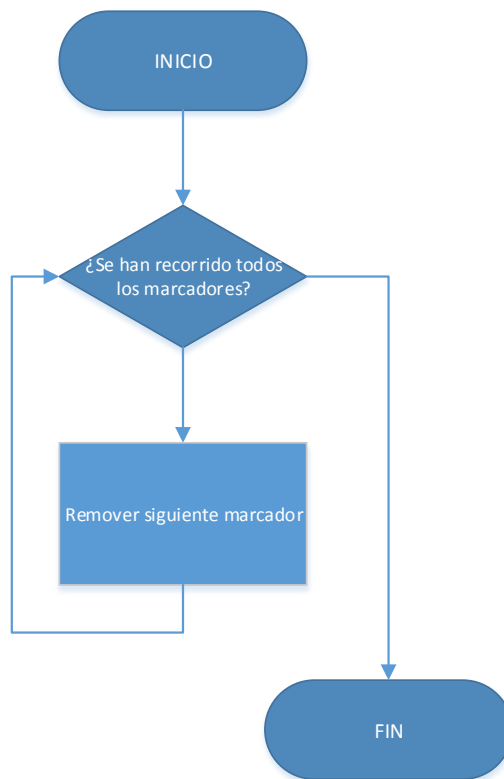 INICIO
¿Se han recorrido todos
los marcadores?
Remover siguiente marcador
FIN